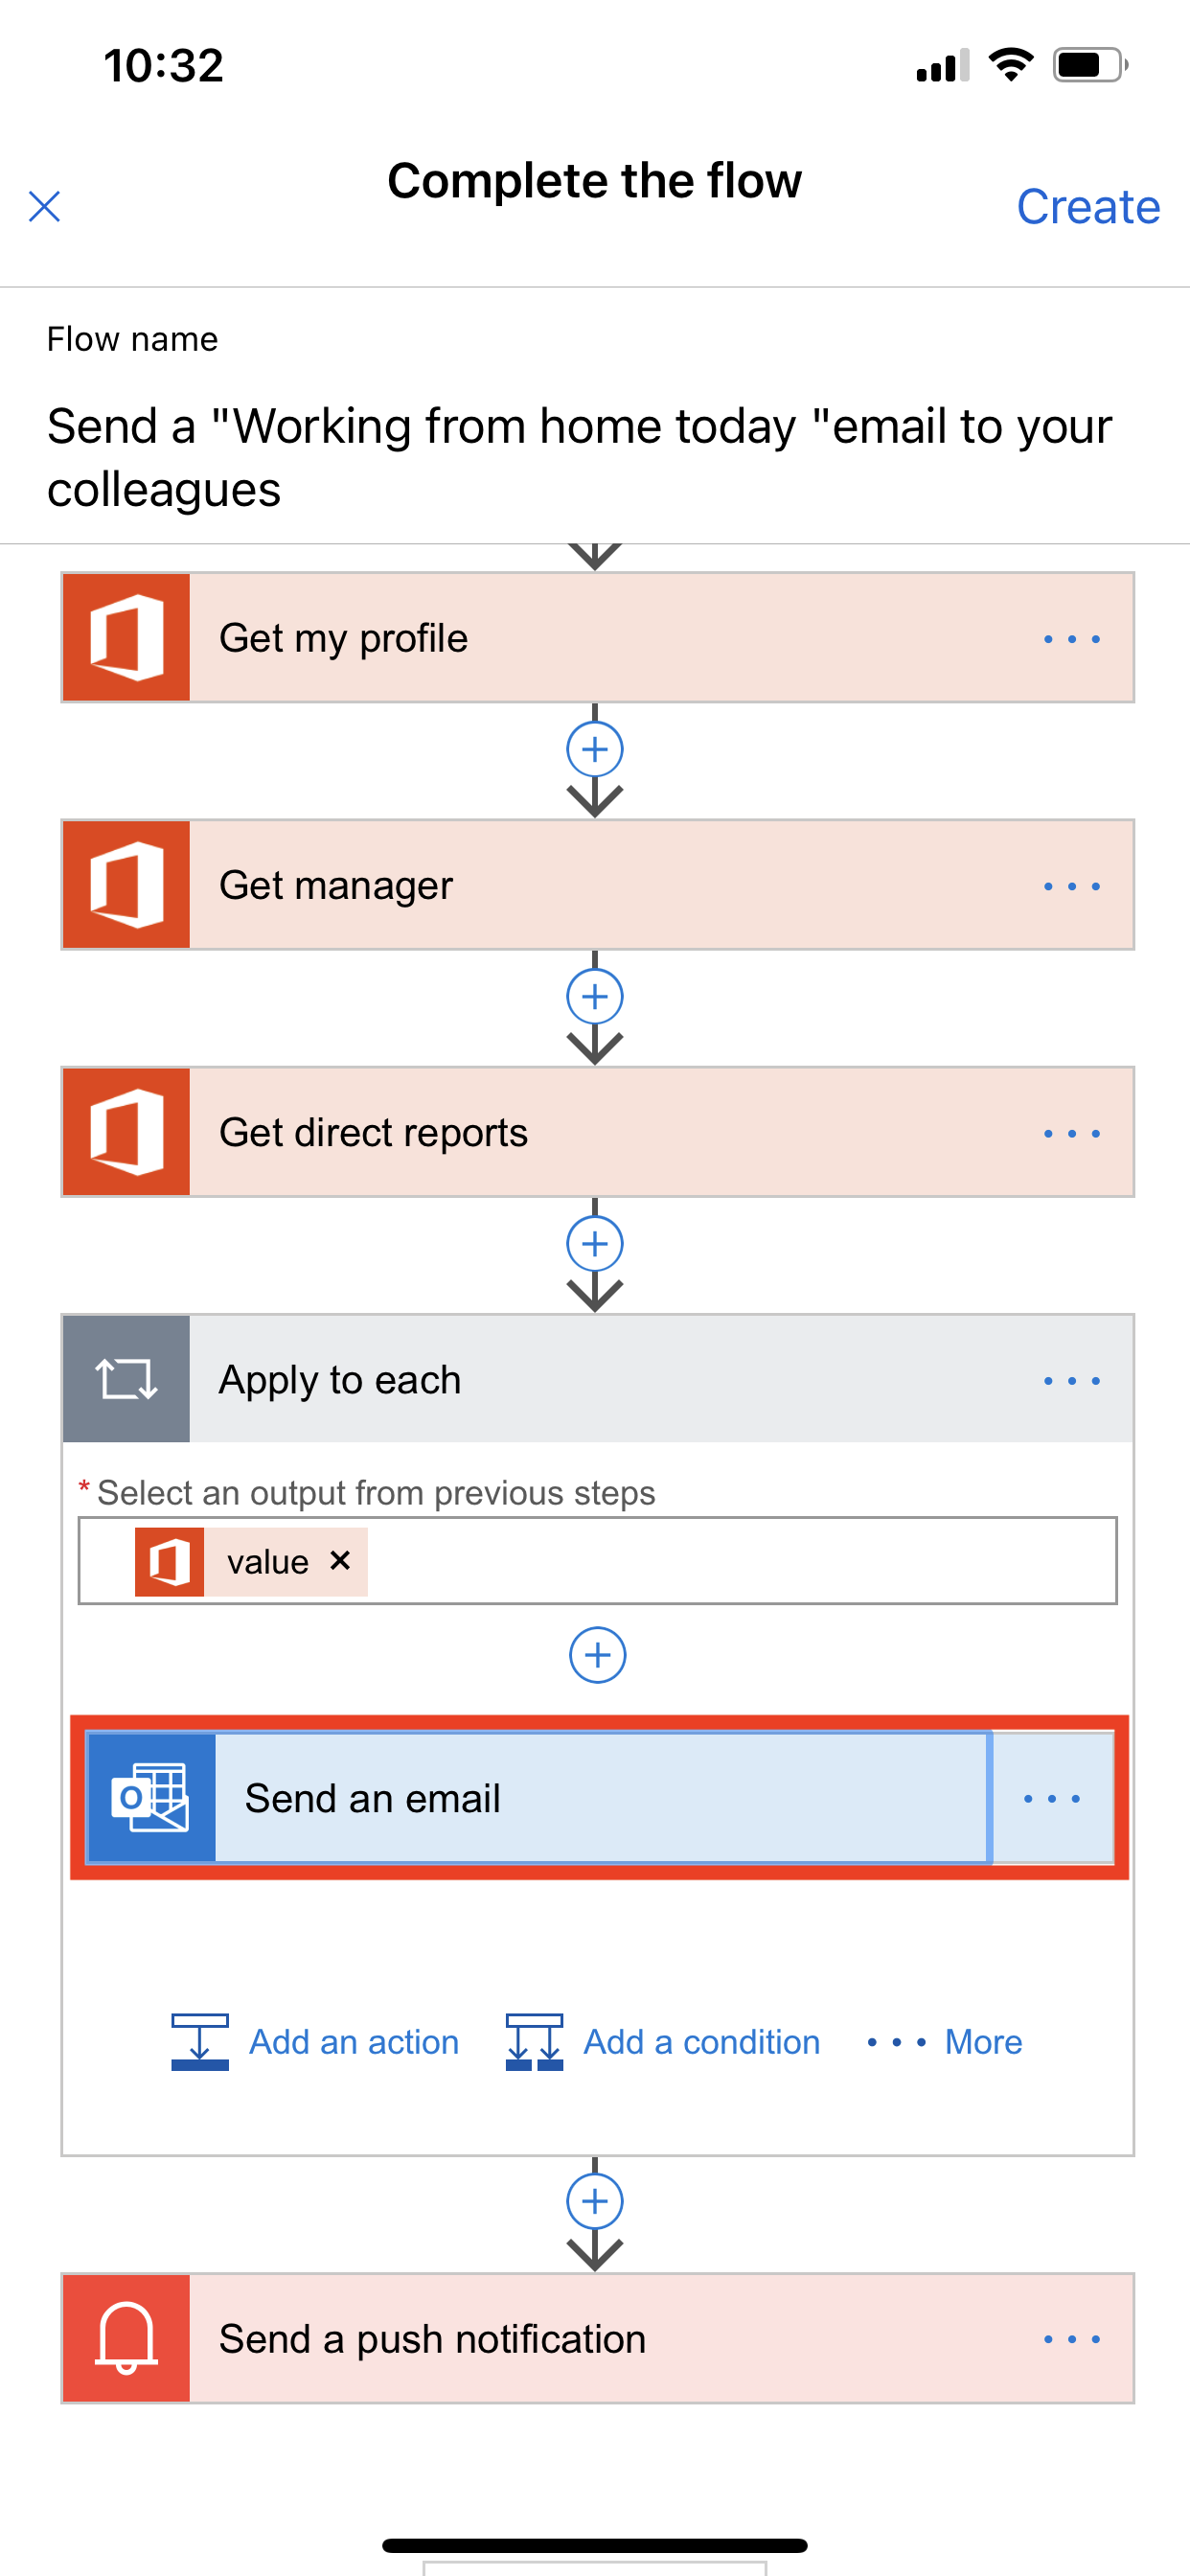 10:32
Complete the flow
Create
Flow name
Send a "Working from home today "email to your
colleagues
Get my profile
Get manager
Get direct reports
Apply to each
* Select an output from previous steps
value ×
Send an email
Add an action
Add a condition
More
Send a push notification